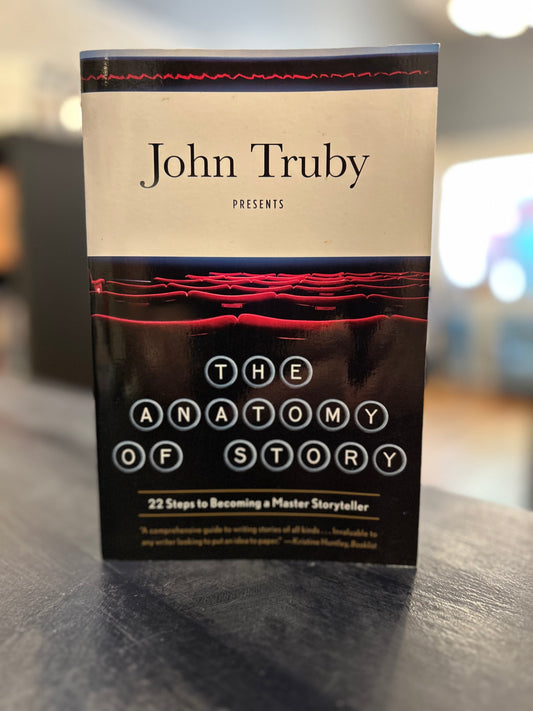 John Truby
PRESENTS
THE
ANATOMY
OF STORY
22 Steps to Becoming a Master Storyteller
"A comprehensive guide to writing stories of all kinds . . . Invaluable to
any writer looking to put an idea to paper." —Kristine Huntley, Booklist